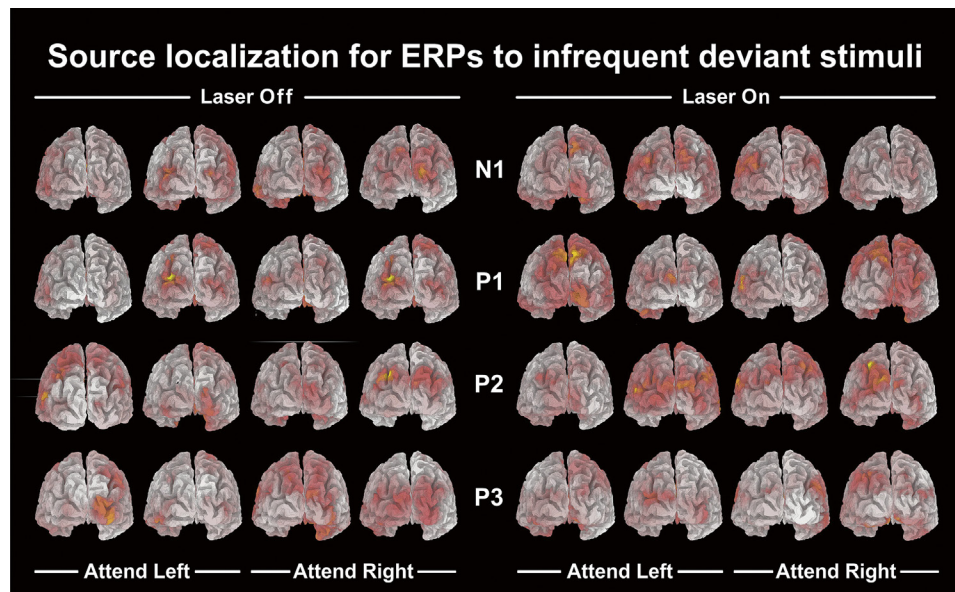 Source localization for ERPs to infrequent deviant stimuli
Laser Off
Laser On
N1
P1
P2
P3
Attend Left
Attend Right
Attend Left
Attend Right